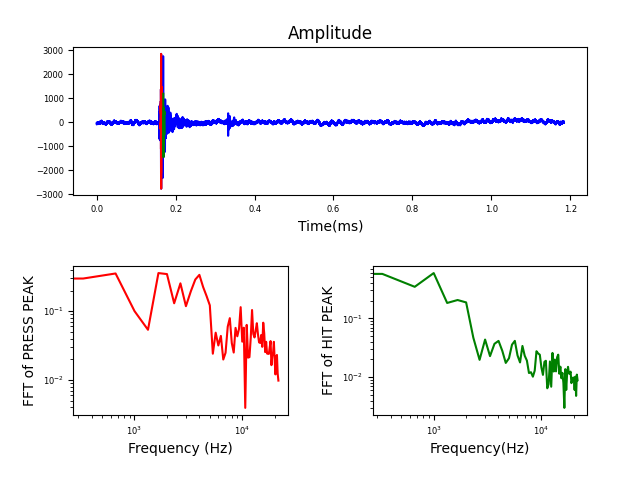 Amplitude
3000
2000
1000
0
−1000
−2000
−3000
0.0 0.2 0.4 0.6 0.8 1.0 1.2
Time(ms)
FFT of PRESS PEAK
10⁻¹
10⁻²
10³ 10⁴
Frequency (Hz)
FFT of HIT PEAK
10⁻¹
10⁻²
10³ 10⁴
Frequency(Hz)